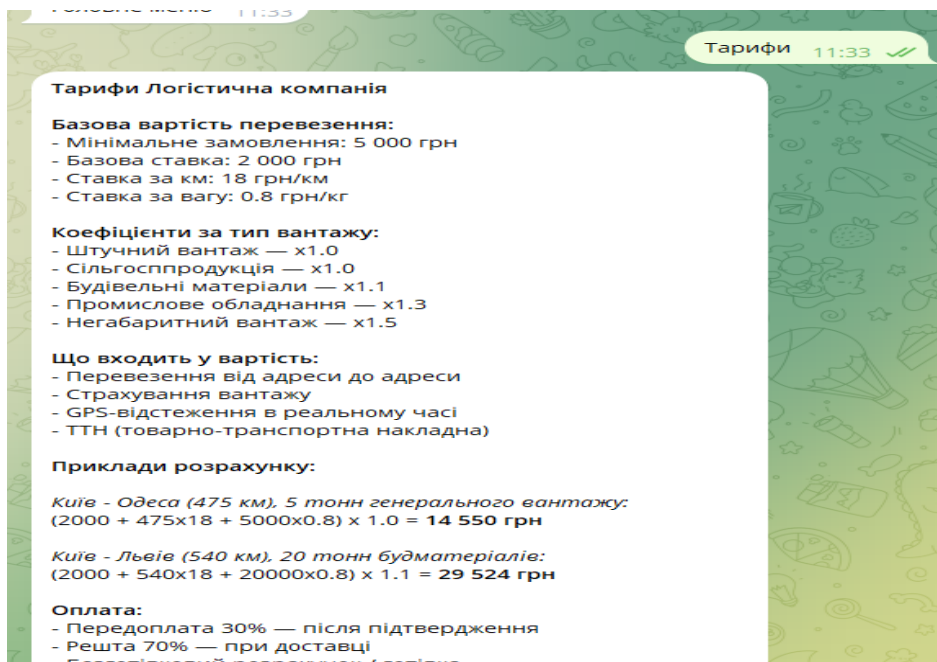 11:33
Тарифи 11:33
Тарифи Логістична компанія
Базова вартість перевезення:
- Мінімальне замовлення: 5 000 грн
- Базова ставка: 2 000 грн
- Ставка за км: 18 грн/км
- Ставка за вагу: 0.8 грн/кг
Коефіцієнти за тип вантажу:
- Штучний вантаж — x1.0
- Сільгосппродукція — x1.0
- Будівельні матеріали — x1.1
- Промислове обладнання — x1.3
- Негабаритний вантаж — x1.5
Що входить у вартість:
- Перевезення від адреси до адреси
- Страхування вантажу
- GPS-відстеження в реальному часі
- ТТН (товарно-транспортна накладна)
Приклади розрахунку:
Київ - Одеса (475 км), 5 тонн генерального вантажу:
(2000 + 475x18 + 5000x0.8) x 1.0 = 14 550 грн
Київ - Львів (540 км), 20 тонн будматеріалів:
(2000 + 540x18 + 20000x0.8) x 1.1 = 29 524 грн
Оплата:
- Передоплата 30% — після підтвердження
- Решта 70% — при доставці